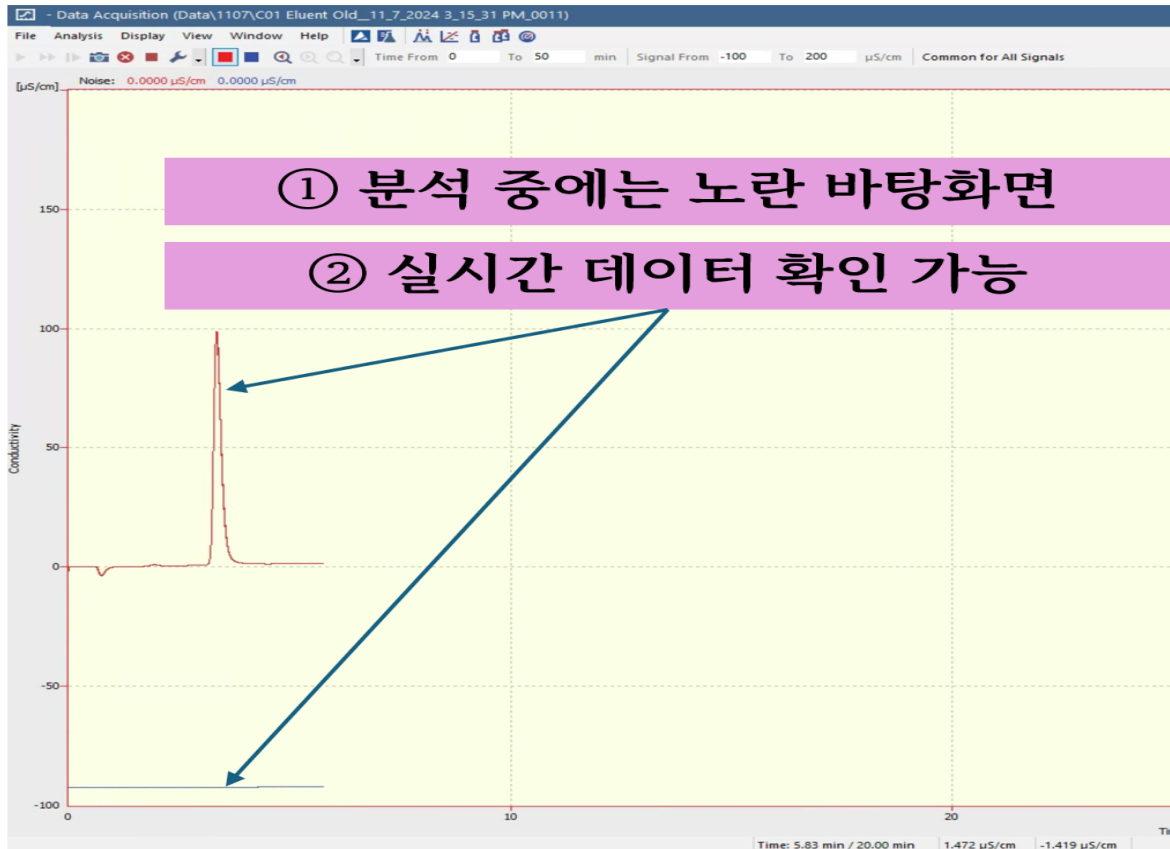 - Data Acquisition (Data\1107\C01 Eluent Old__11_7_2024 3_15_31 PM_0011)
File Analysis Display View Window Help
Time From 0 To 50 min Signal From -100 To 200 µS/cm Common for All Signals
[µS/cm] Noise: 0.0000 µS/cm 0.0000 µS/cm
① 분석 중에는 노란 바탕화면
150
② 실시간 데이터 확인 가능
100
Conductivity
50
0
-50
-100
0 10 20
Time: 5.83 min / 20.00 min 1.472 µS/cm -1.419 µS/cm